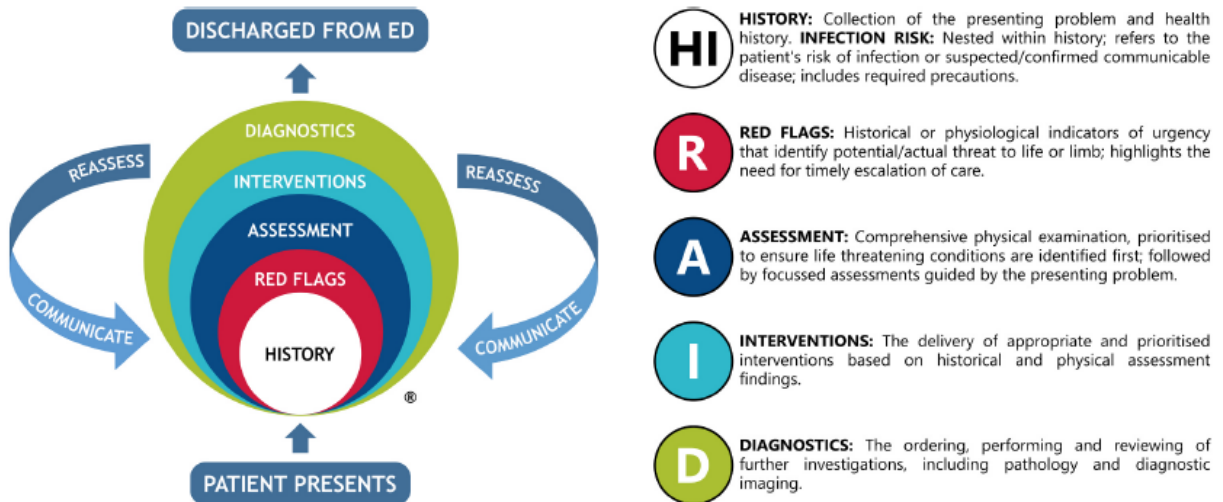 DISCHARGED FROM ED
DIAGNOSTICS
INTERVENTIONS
ASSESSMENT
RED FLAGS
HISTORY
REASSESS
COMMUNICATE
REASSESS
COMMUNICATE
®
PATIENT PRESENTS
HI
HISTORY: Collection of the presenting problem and health
history. INFECTION RISK: Nested within history; refers to the
patient's risk of infection or suspected/confirmed communicable
disease; includes required precautions.
R
RED FLAGS: Historical or physiological indicators of urgency
that identify potential/actual threat to life or limb; highlights the
need for timely escalation of care.
A
ASSESSMENT: Comprehensive physical examination, prioritised
to ensure life threatening conditions are identified first; followed
by focussed assessments guided by the presenting problem.
I
INTERVENTIONS: The delivery of appropriate and prioritised
interventions based on historical and physical assessment
findings.
D
DIAGNOSTICS: The ordering, performing and reviewing of
further investigations, including pathology and diagnostic
imaging.